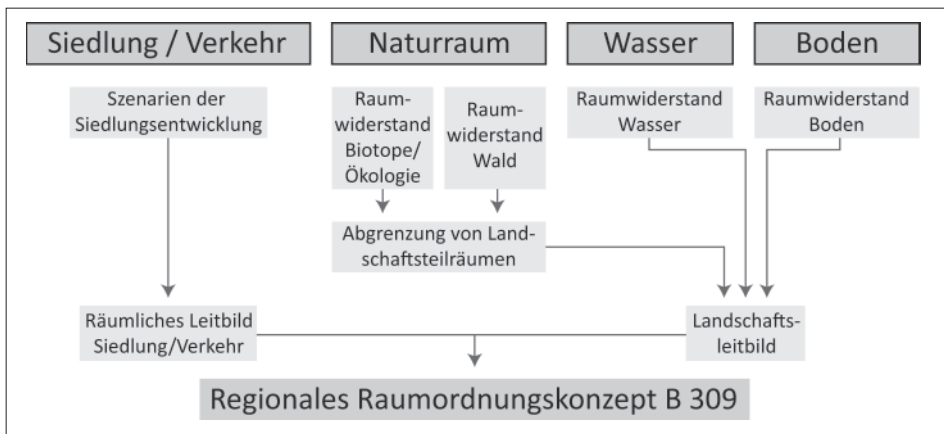 Siedlung / Verkehr
Naturraum
Wasser
Boden
Szenarien der
Siedlungsentwicklung
Raum-
widerstand
Biotope/
Ökologie
Raum-
widerstand
Wald
Raumwiderstand
Wasser
Raumwiderstand
Boden
Abgrenzung von Land-
schaftsteilräumen
Räumliches Leitbild
Siedlung/Verkehr
Landschafts-
leitbild
Regionales Raumordnungskonzept B 309